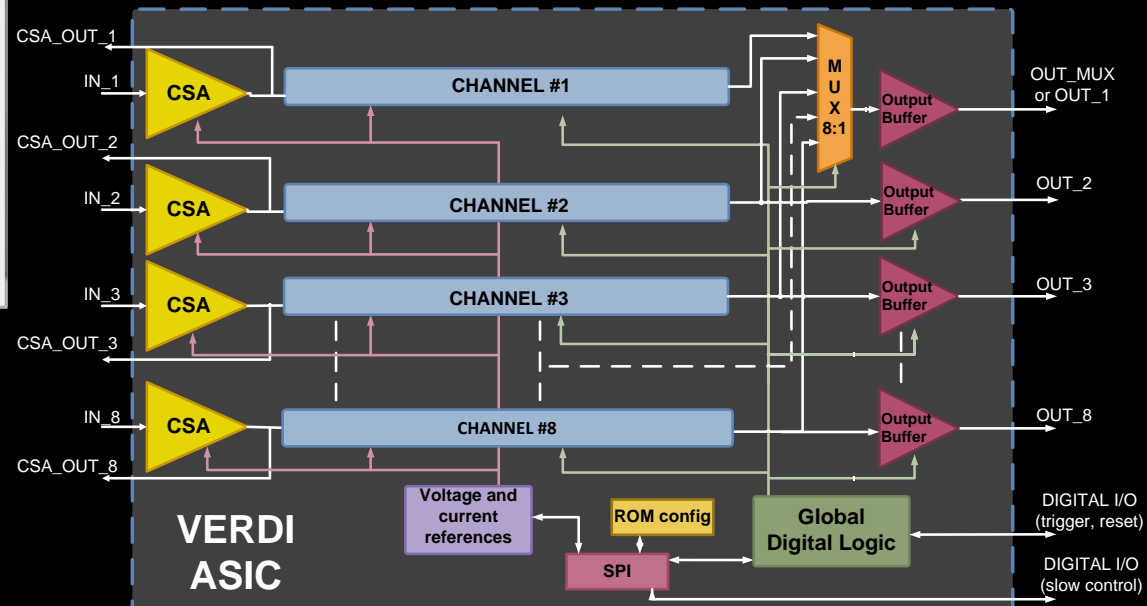 CSA_OUT_1
IN_1
CSA
CHANNEL #1
M
U
X
8:1
Output
Buffer
OUT_MUX
or OUT_1
CSA_OUT_2
IN_2
CSA
CHANNEL #2
Output
Buffer
OUT_2
IN_3
CSA
CHANNEL #3
Output
Buffer
OUT_3
CSA_OUT_3
IN_8
CSA
CHANNEL #8
Output
Buffer
OUT_8
CSA_OUT_8
VERDI
ASIC
Voltage and
current
references
ROM config
SPI
Global
Digital Logic
DIGITAL I/O
(trigger, reset)
DIGITAL I/O
(slow control)